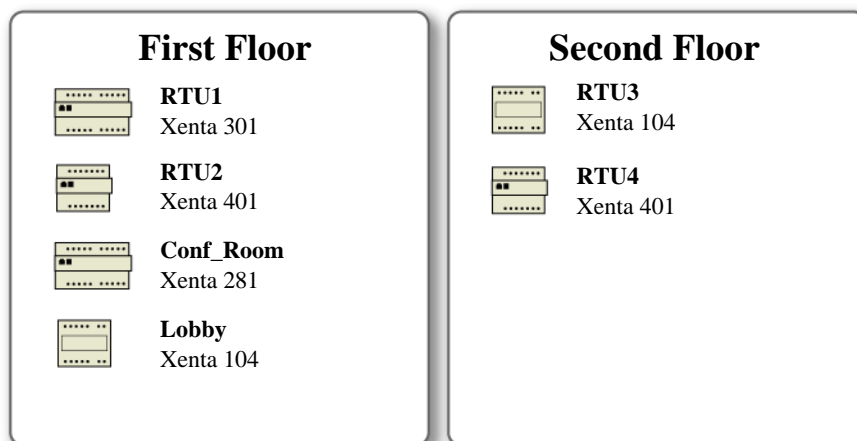 First Floor
RTU1
Xenta 301
RTU2
Xenta 401
Conf_Room
Xenta 281
Lobby
Xenta 104
Second Floor
RTU3
Xenta 104
RTU4
Xenta 401